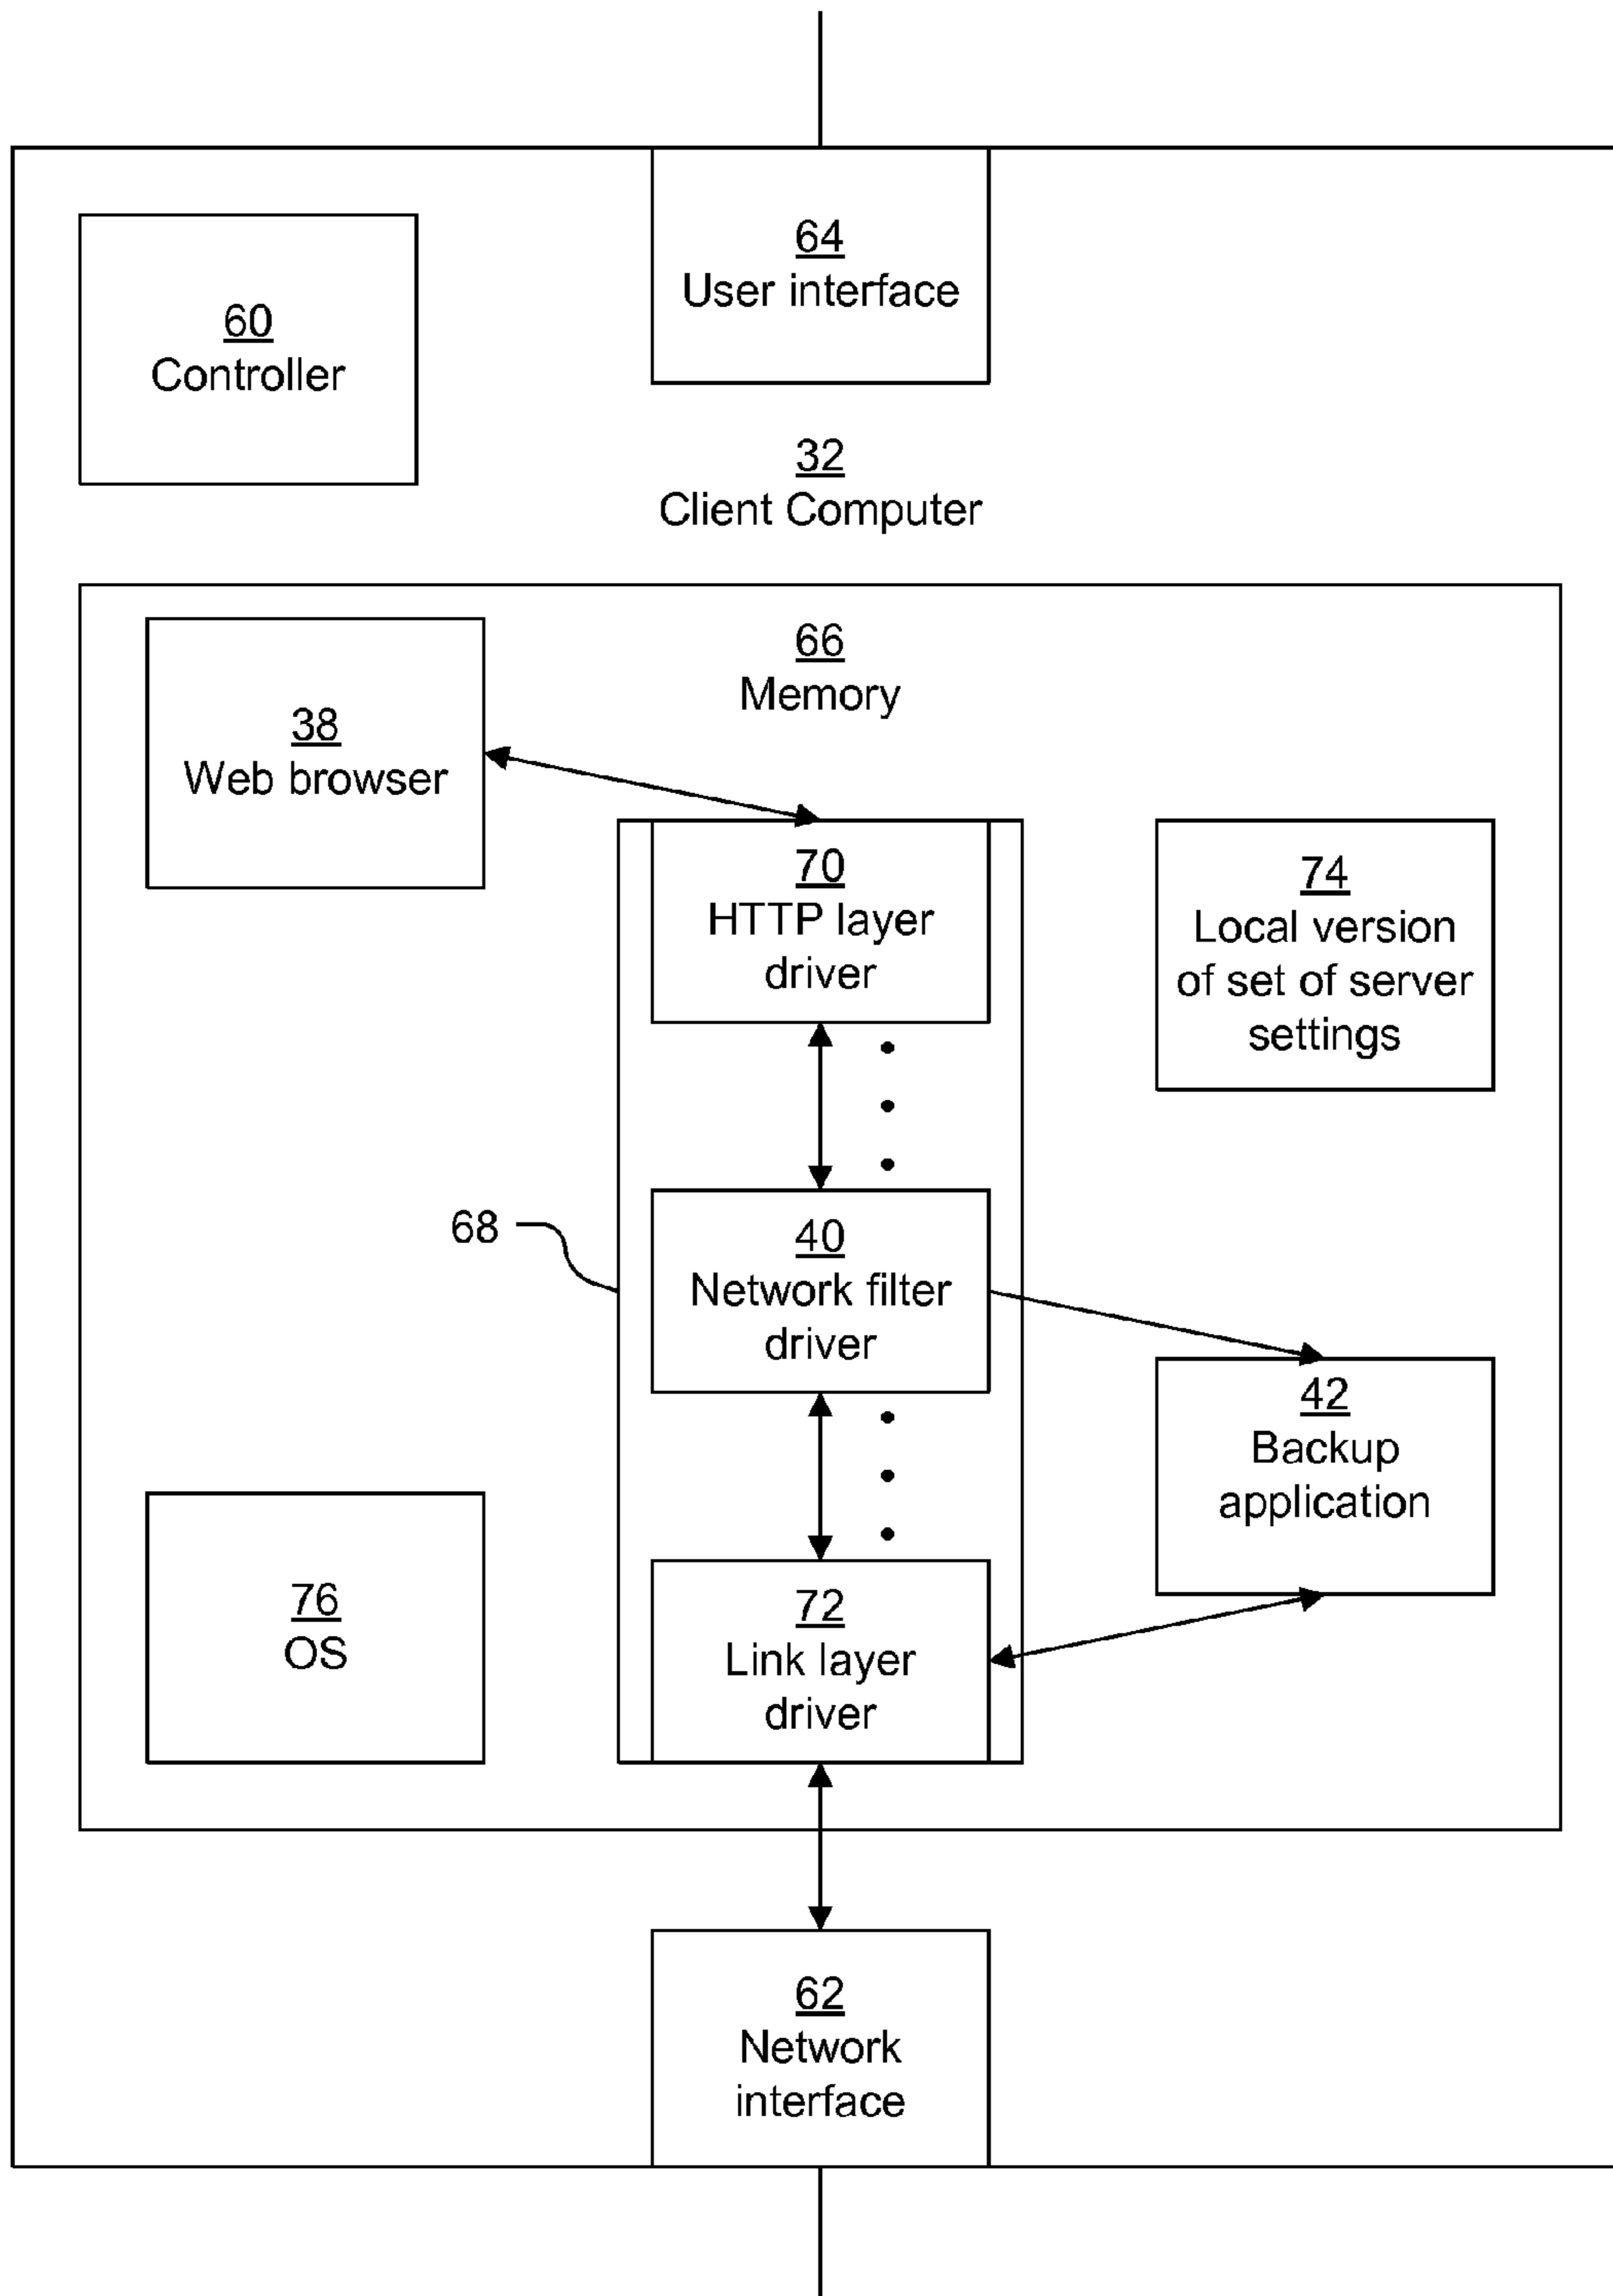 64
User interface
60
Controller
32
Client Computer
66
Memory
38
Web browser
70
HTTP layer
driver
74
Local version
of set of server
settings
68
40
Network filter
driver
42
Backup
application
76
OS
72
Link layer
driver
62
Network
interface